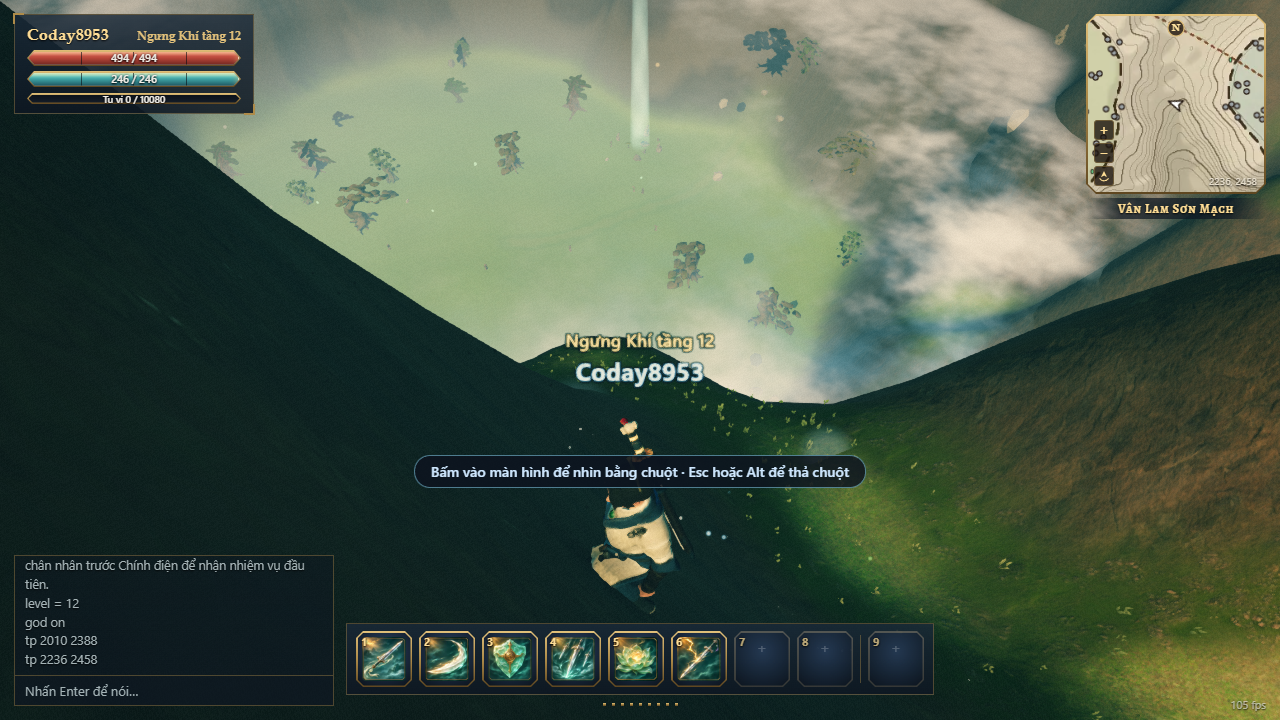 Coday8953 Ngưng Khí tầng 12
494 / 494
246 / 246
Tu vi 0 / 10080
N
+
−
2236 2458
Vân Lam Sơn Mạch
Ngưng Khí tầng 12
Coday8953
Bấm vào màn hình để nhìn bằng chuột · Esc hoặc Alt để thả chuột
chân nhân trước Chính điện để nhận nhiệm vụ đầu
tiên.
level = 12
god on
tp 2010 2388
tp 2236 2458
Nhấn Enter để nói...
1 2 3 4 5 6 7 8 9
+ + +
105 fps